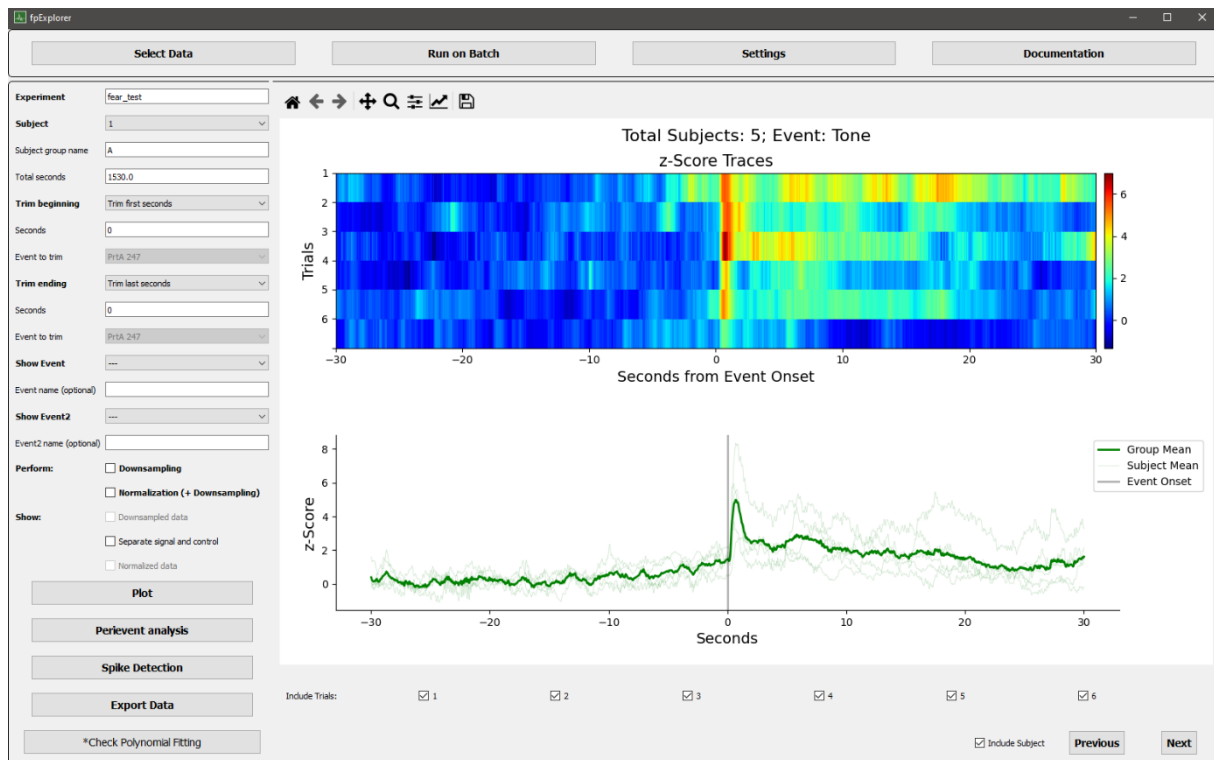 fpExplorer
Select Data
Run on Batch
Settings
Documentation
Experiment
fear_test
Subject
1
Subject group name
A
Total seconds
1530.0
Trim beginning
Trim first seconds
Seconds
0
Event to trim
PrtA 247
Trim ending
Trim last seconds
Seconds
0
Event to trim
PrtA 247
Show Event
---
Event name (optional)
Show Event2
---
Event2 name (optional)
Perform:
Downsampling
Normalization (+ Downsampling)
Show:
Downsampled data
Separate signal and control
Normalized data
Plot
Perievent analysis
Spike Detection
Export Data
*Check Polynomial Fitting
Total Subjects: 5; Event: Tone
z-Score Traces
Trials
1
2
3
4
5
6
−30
−20
−10
0
10
20
30
Seconds from Event Onset
6
4
2
0
z-Score
8
6
4
2
0
−30
−20
−10
0
10
20
30
Seconds
Group Mean
Subject Mean
Event Onset
Include Trials:
1
2
3
4
5
6
Include Subject
Previous
Next